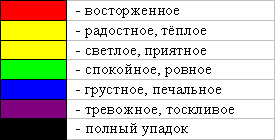 - восторженное
- радостное, тёплое
- светлое, приятное
- спокойное, ровное
- грустное, печальное
- тревожное, тоскливое
- полный упадок